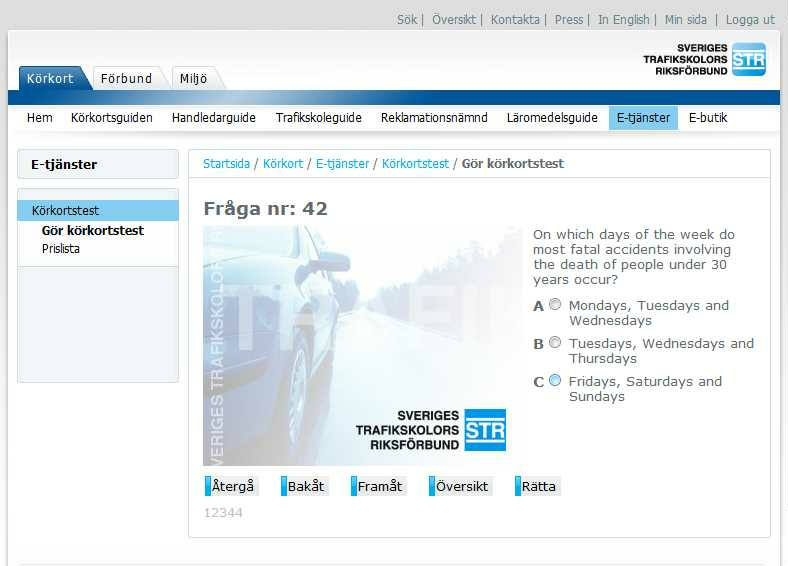 Sök | Översikt | Kontakta | Press | In English | Min sida | Logga ut
SVERIGES
TRAFIKSKOLORS
RIKSFÖRBUND
STR
Körkort Förbund Miljö
Hem Körkortsguiden Handledarguide Trafikskoleguide Reklamationsnämnd Läromedelsguide E-tjänster E-butik
E-tjänster
Körkortstest
Gör körkortstest
Prislista
Startsida / Körkort / E-tjänster / Körkortstest / Gör körkortstest
Fråga nr: 42
SVERIGES TRAFIKSKOLOR
TRAFI
SVERIGES
TRAFIKSKOLORS
RIKSFÖRBUND
STR
On which days of the week do
most fatal accidents involving
the death of people under 30
years occur?
A Mondays, Tuesdays and
Wednesdays
B Tuesdays, Wednesdays and
Thursdays
C Fridays, Saturdays and
Sundays
Återgå Bakåt Framåt Översikt Rätta
12344